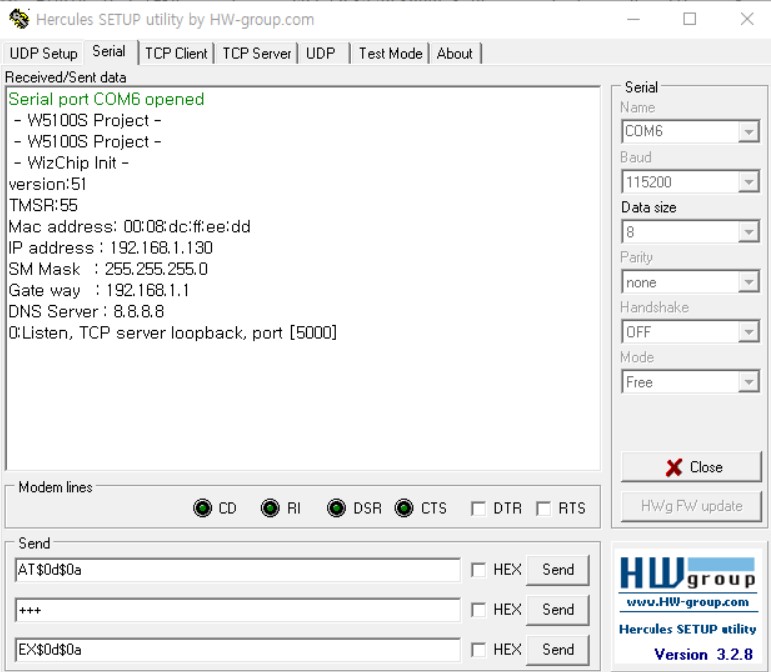 Hercules SETUP utility by HW-group.com
UDP Setup Serial TCP Client TCP Server UDP Test Mode About
Received/Sent data
Serial port COM6 opened
- W5100S Project -
- W5100S Project -
- WizChip Init -
version:51
TMSR:55
Mac address: 00:08:dc:ff:ee:dd
IP address : 192.168.1.130
SM Mask : 255.255.255.0
Gate way : 192.168.1.1
DNS Server : 8.8.8.8
0:Listen, TCP server loopback, port [5000]
Serial
Name
COM6
Baud
115200
Data size
8
Parity
none
Handshake
OFF
Mode
Free
Close
HWg FW update
Modem lines
CD RI DSR CTS DTR RTS
Send
AT$0d$0a HEX Send
+++ HEX Send
EX$0d$0a HEX Send
HW group
www.HW-group.com
Hercules SETUP utility
Version 3.2.8